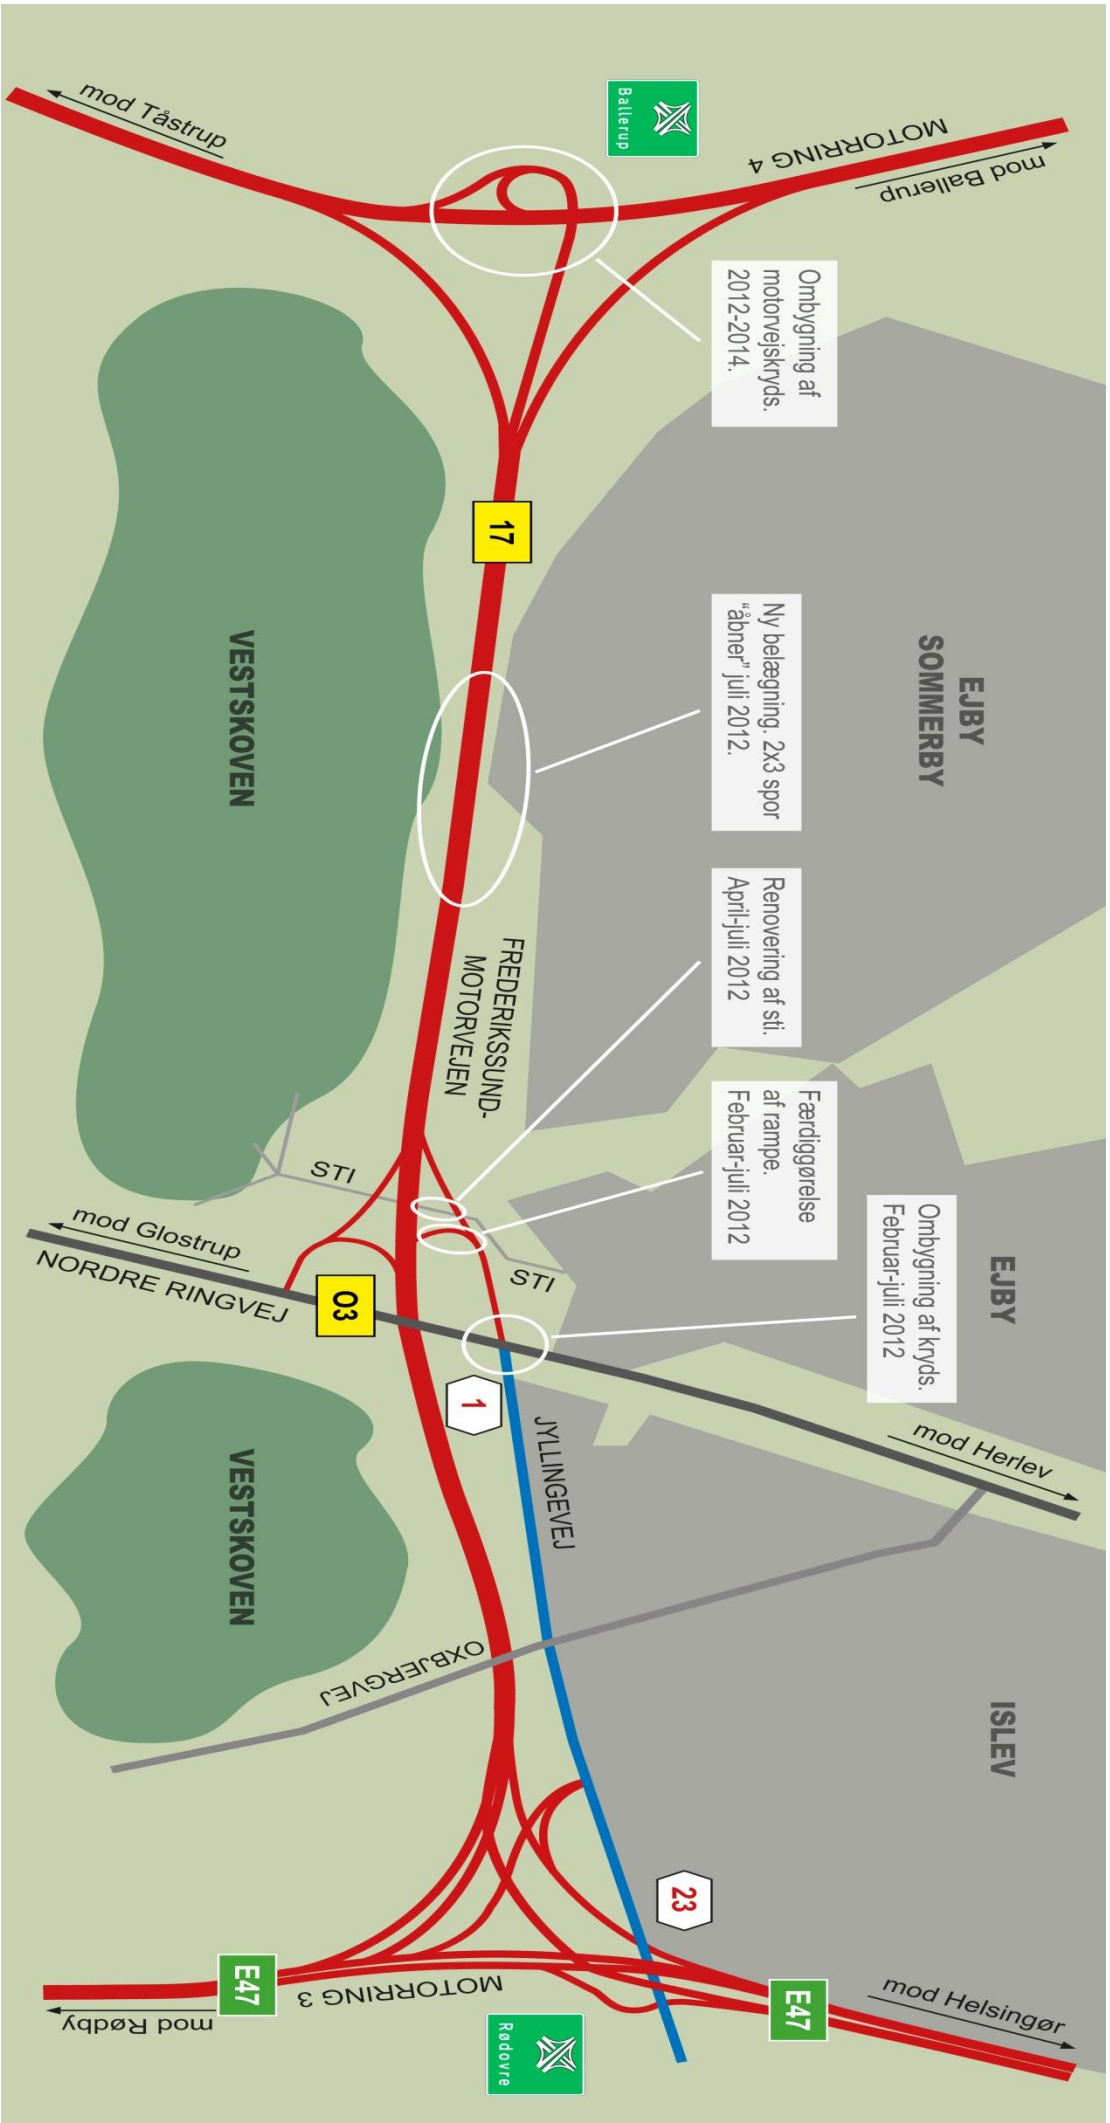 mod Tåstrup
Ballerup
MOTORRING 4
mod Ballerup
Ombygning af
motorvejskryds.
2012-2014.
17
EJBY
SOMMERBY
Ny belægning. 2x3 spor
“åbner” juli 2012.
VESTSKOVEN
FREDERIKSSUND-
MOTORVEJEN
Renovering af sti.
April-juli 2012
Færdiggørelse
af rampe.
Februar-juli 2012
Ombygning af kryds.
Februar-juli 2012
EJBY
STI
STI
mod Glostrup
NORDRE RINGVEJ
O3
1
JYLLINGEVEJ
mod Herlev
VESTSKOVEN
OXBJERGVEJ
ISLEV
23
E47
MOTORRING 3
mod Rødby
Rødovre
E47
mod Helsingør